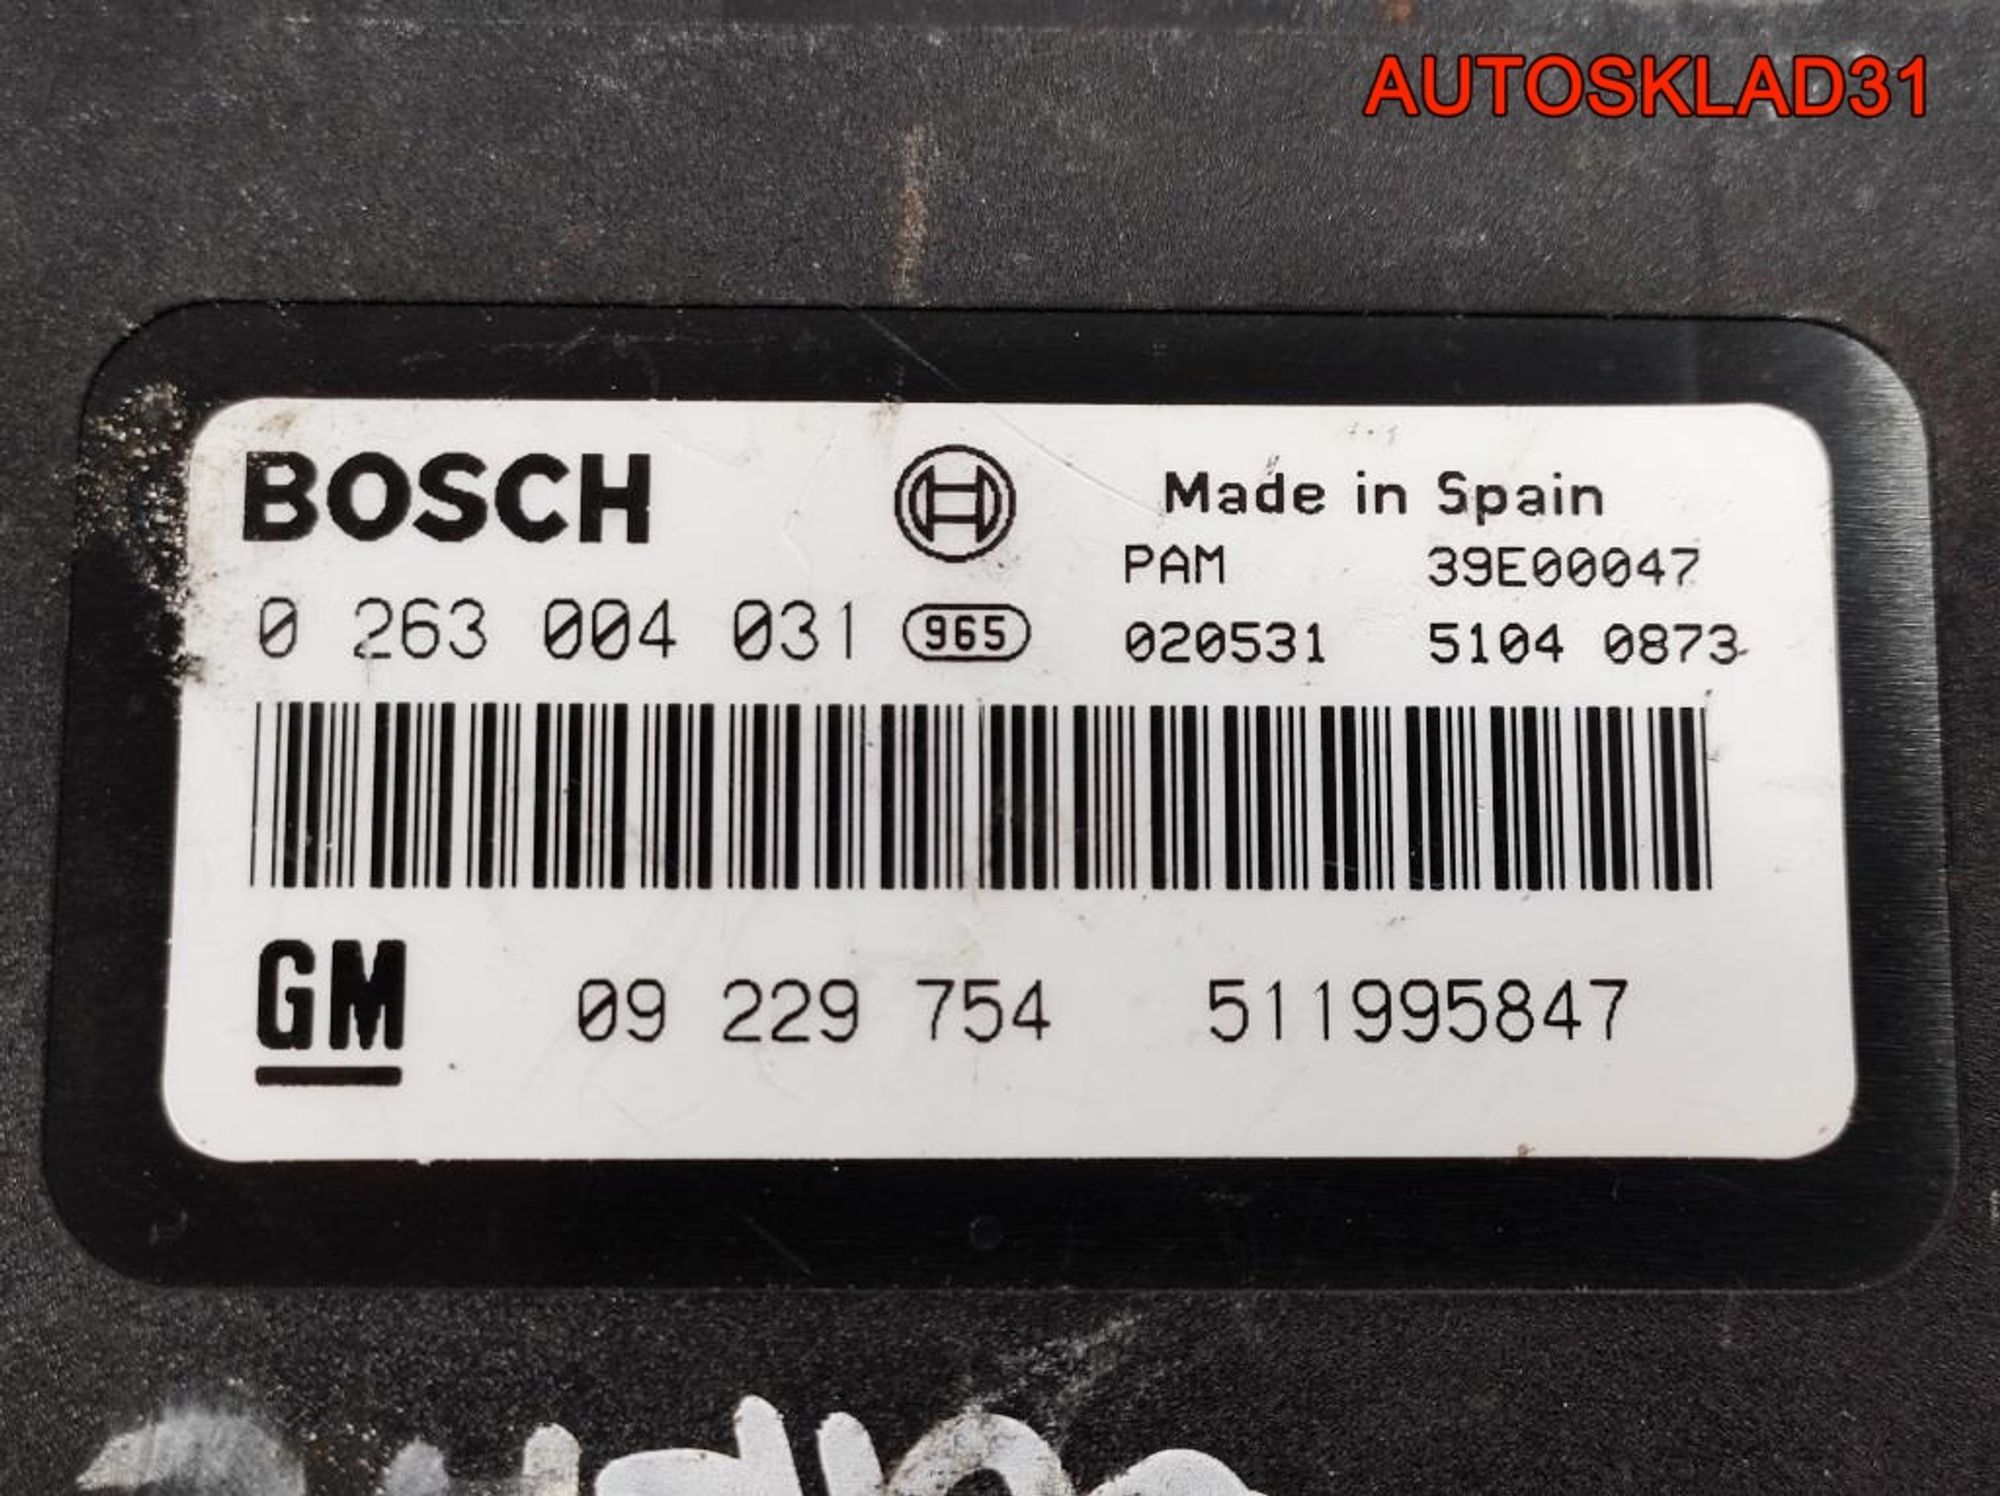 AUTOSKLAD31
BOSCH Made in Spain
PAM 39E00047
0 263 004 031 965 020531 5104 0873
GM 09 229 754 511995847